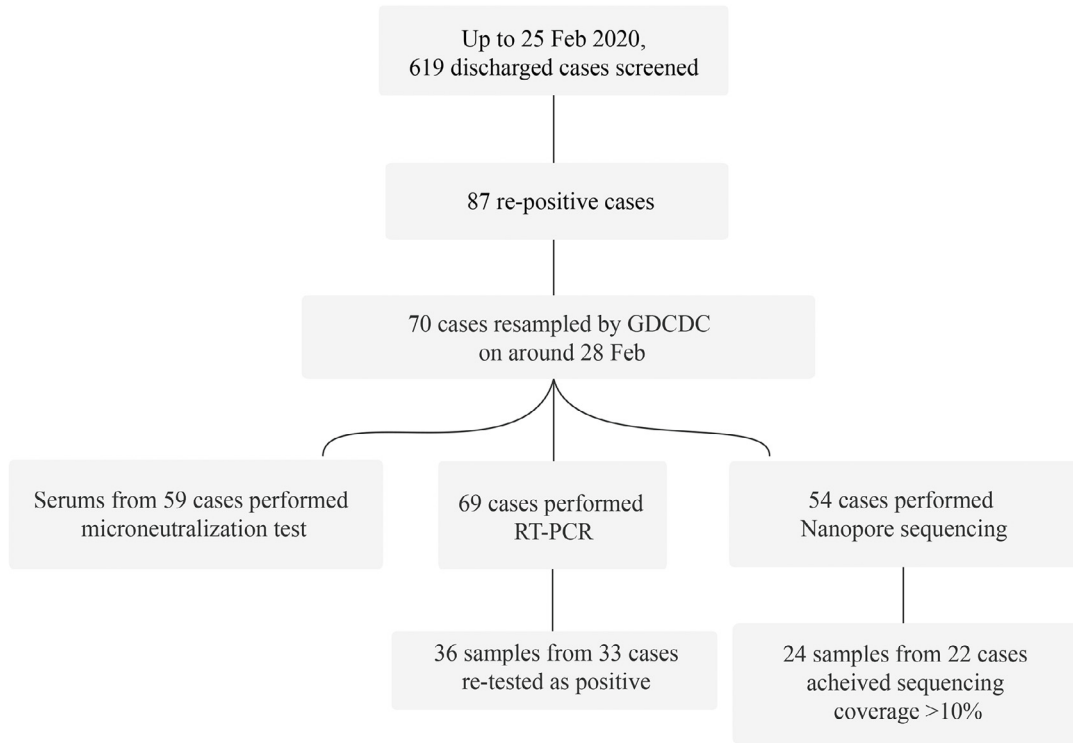 Up to 25 Feb 2020,
619 discharged cases screened
87 re-positive cases
70 cases resampled by GDCDC
on around 28 Feb
Serums from 59 cases performed
microneutralization test
69 cases performed
RT-PCR
54 cases performed
Nanopore sequencing
36 samples from 33 cases
re-tested as positive
24 samples from 22 cases
acheived sequencing
coverage >10%